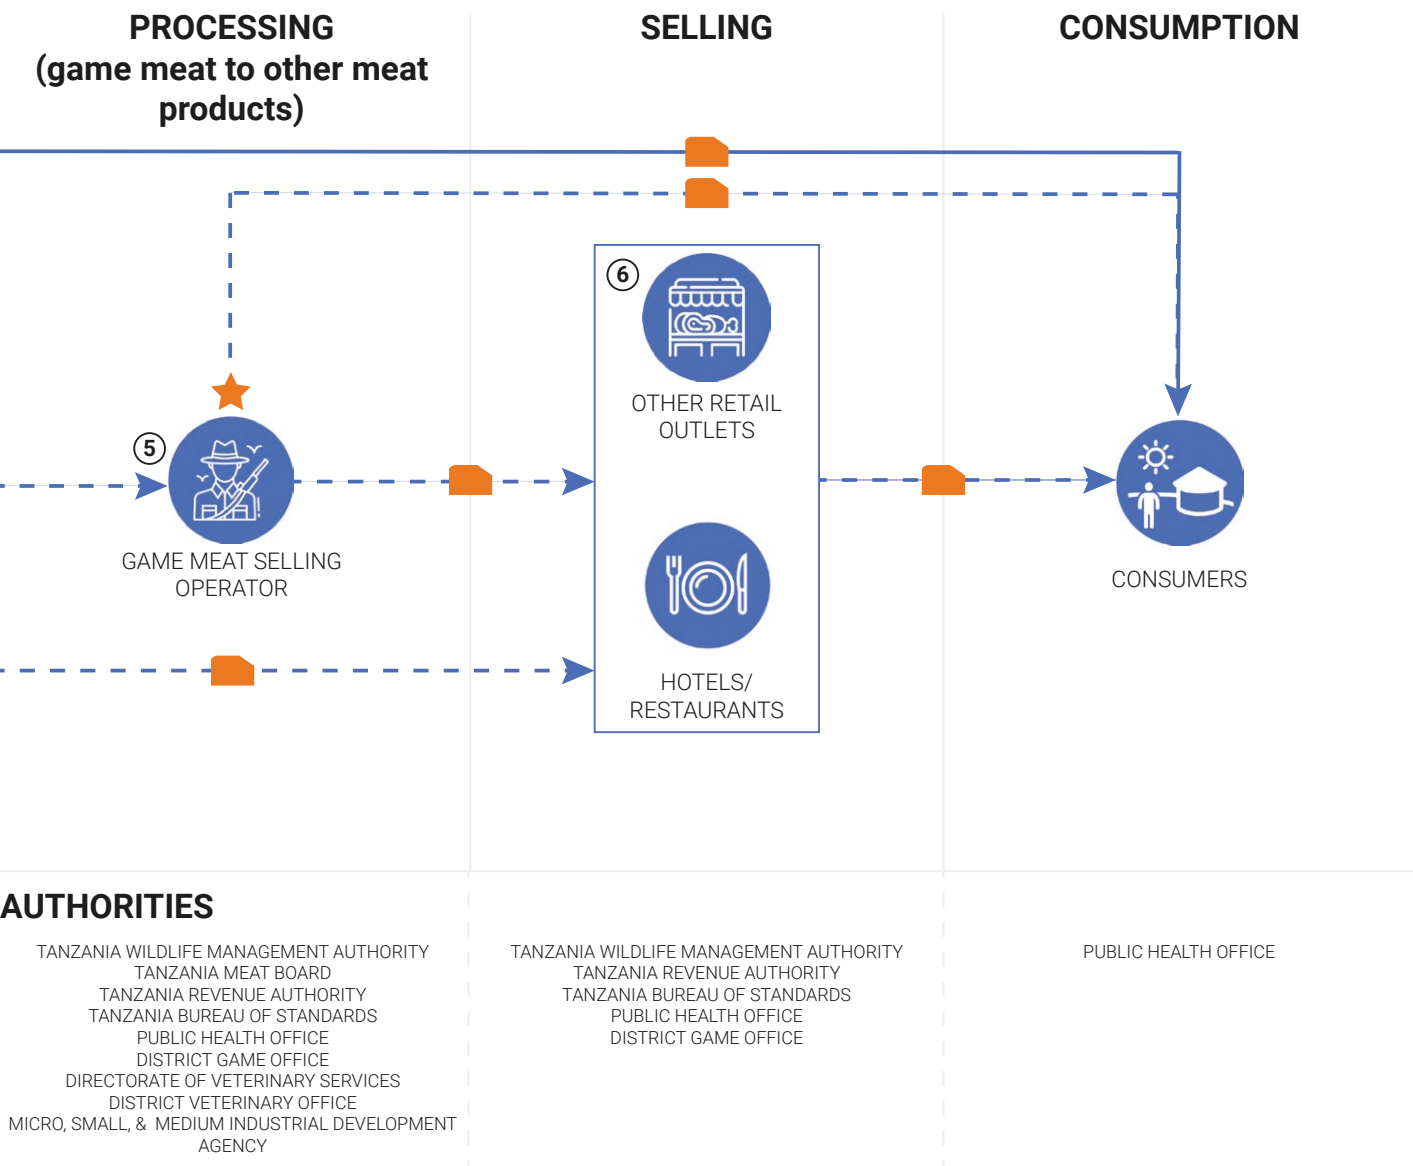 PROCESSING
(game meat to other meat
products)
SELLING
CONSUMPTION
6
OTHER RETAIL
OUTLETS
5
GAME MEAT SELLING
OPERATOR
CONSUMERS
HOTELS/
RESTAURANTS
AUTHORITIES
TANZANIA WILDLIFE MANAGEMENT AUTHORITY
TANZANIA MEAT BOARD
TANZANIA REVENUE AUTHORITY
TANZANIA BUREAU OF STANDARDS
PUBLIC HEALTH OFFICE
DISTRICT GAME OFFICE
DIRECTORATE OF VETERINARY SERVICES
DISTRICT VETERINARY OFFICE
MICRO, SMALL, & MEDIUM INDUSTRIAL DEVELOPMENT
AGENCY
TANZANIA WILDLIFE MANAGEMENT AUTHORITY
TANZANIA REVENUE AUTHORITY
TANZANIA BUREAU OF STANDARDS
PUBLIC HEALTH OFFICE
DISTRICT GAME OFFICE
PUBLIC HEALTH OFFICE